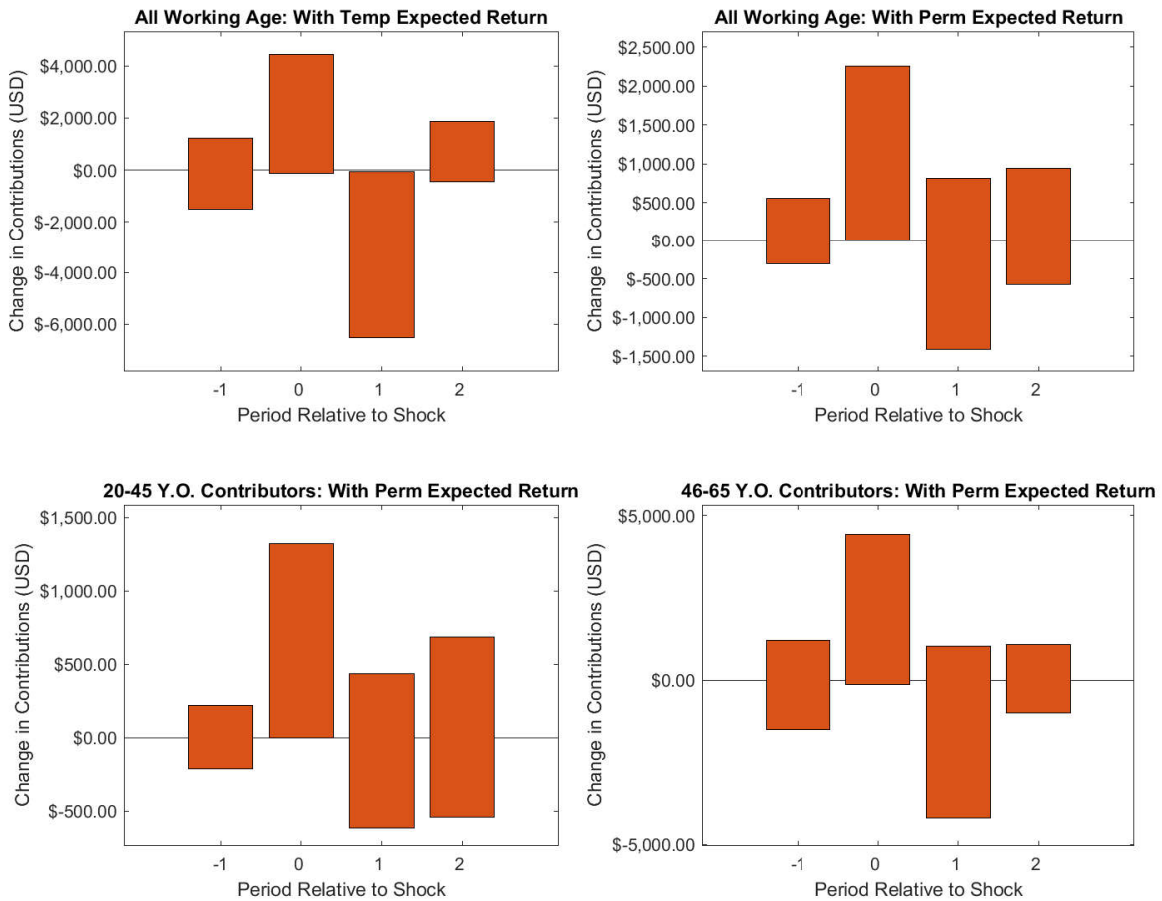 All Working Age: With Temp Expected Return
Change in Contributions (USD)
$4,000.00
$2,000.00
$0.00
$-2,000.00
$-4,000.00
$-6,000.00
-1 0 1 2
Period Relative to Shock
All Working Age: With Perm Expected Return
Change in Contributions (USD)
$2,500.00
$2,000.00
$1,500.00
$1,000.00
$500.00
$0.00
$-500.00
$-1,000.00
$-1,500.00
-1 0 1 2
Period Relative to Shock
20-45 Y.O. Contributors: With Perm Expected Return
Change in Contributions (USD)
$1,500.00
$1,000.00
$500.00
$0.00
$-500.00
-1 0 1 2
Period Relative to Shock
46-65 Y.O. Contributors: With Perm Expected Return
Change in Contributions (USD)
$5,000.00
$0.00
$-5,000.00
-1 0 1 2
Period Relative to Shock